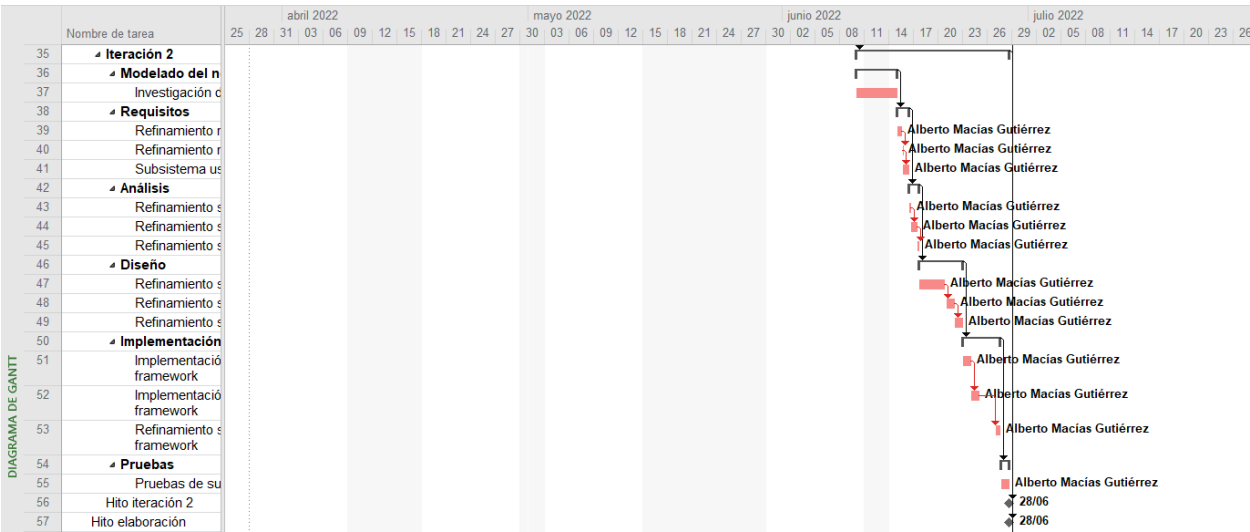 abril 2022 mayo 2022 junio 2022 julio 2022
Nombre de tarea 25 28 31 03 06 09 12 15 18 21 24 27 30 03 06 09 12 15 18 21 24 27 30 02 05 08 11 14 17 20 23 26 29 02 05 08 11 14 17 20 23 26
35 Iteración 2
36 Modelado del n
37 Investigación d
38 Requisitos
39 Refinamiento r Alberto Macías Gutiérrez
40 Refinamiento r Alberto Macías Gutiérrez
41 Subsistema us Alberto Macías Gutiérrez
42 Análisis
43 Refinamiento s Alberto Macías Gutiérrez
44 Refinamiento s Alberto Macías Gutiérrez
45 Refinamiento s Alberto Macías Gutiérrez
46 Diseño
47 Refinamiento s Alberto Macías Gutiérrez
48 Refinamiento s Alberto Macías Gutiérrez
49 Refinamiento s Alberto Macías Gutiérrez
50 Implementación
51 Implementació Alberto Macías Gutiérrez
framework
52 Implementació Alberto Macías Gutiérrez
framework
53 Refinamiento s Alberto Macías Gutiérrez
framework
54 Pruebas
55 Pruebas de su Alberto Macías Gutiérrez
56 Hito iteración 2 28/06
57 Hito elaboración 28/06
DIAGRAMA DE GANTT